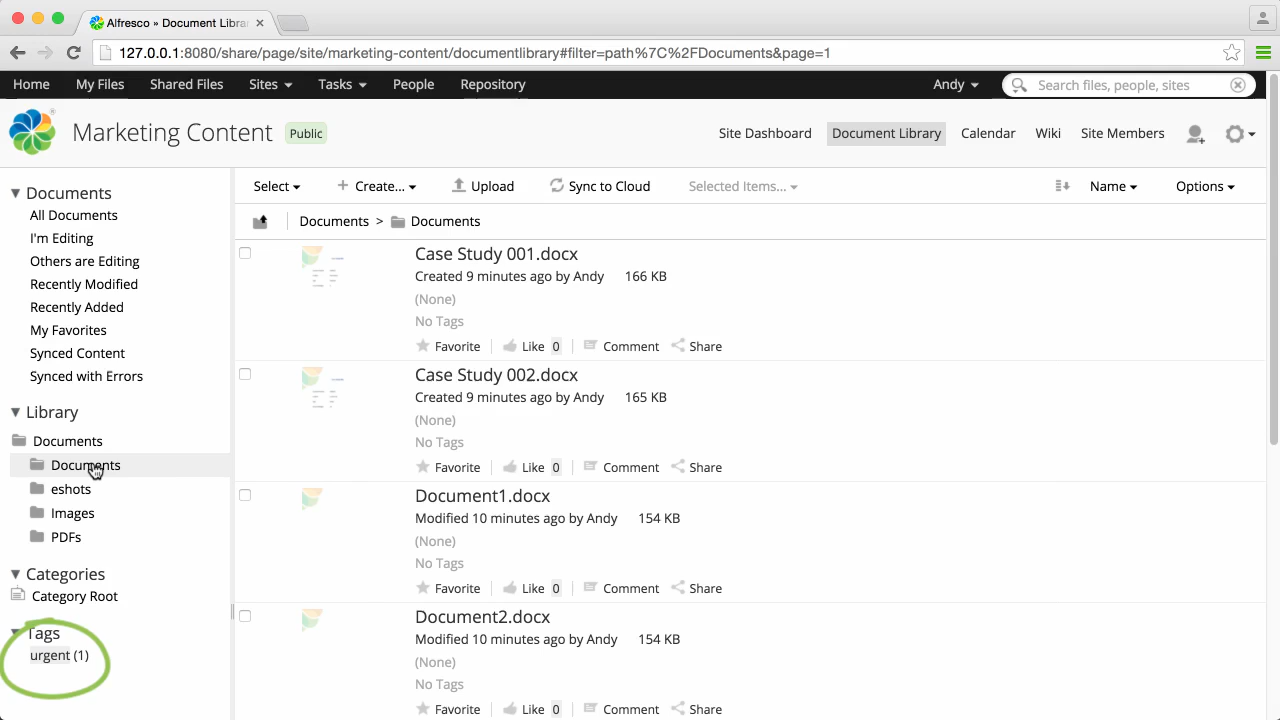 Alfresco » Document Librar
127.0.0.1:8080/share/page/site/marketing-content/documentlibrary#filter=path%7C%2FDocuments&page=1
Home My Files Shared Files Sites Tasks People Repository Andy Search files, people, sites
Marketing Content Public Site Dashboard Document Library Calendar Wiki Site Members
Documents
All Documents
I'm Editing
Others are Editing
Recently Modified
Recently Added
My Favorites
Synced Content
Synced with Errors
Library
Documents
Documents
eshots
Images
PDFs
Categories
Category Root
Tags
urgent (1)
Select + Create... Upload Sync to Cloud Selected Items... Name Options
Documents > Documents
Case Study 001.docx
Created 9 minutes ago by Andy 166 KB
(None)
No Tags
Favorite Like 0 Comment Share
Case Study 002.docx
Created 9 minutes ago by Andy 165 KB
(None)
No Tags
Favorite Like 0 Comment Share
Document1.docx
Modified 10 minutes ago by Andy 154 KB
(None)
No Tags
Favorite Like 0 Comment Share
Document2.docx
Modified 10 minutes ago by Andy 154 KB
(None)
No Tags
Favorite Like 0 Comment Share